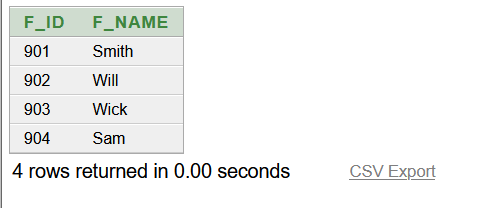 F_ID F_NAME
901 Smith
902 Will
903 Wick
904 Sam
4 rows returned in 0.00 seconds CSV Export